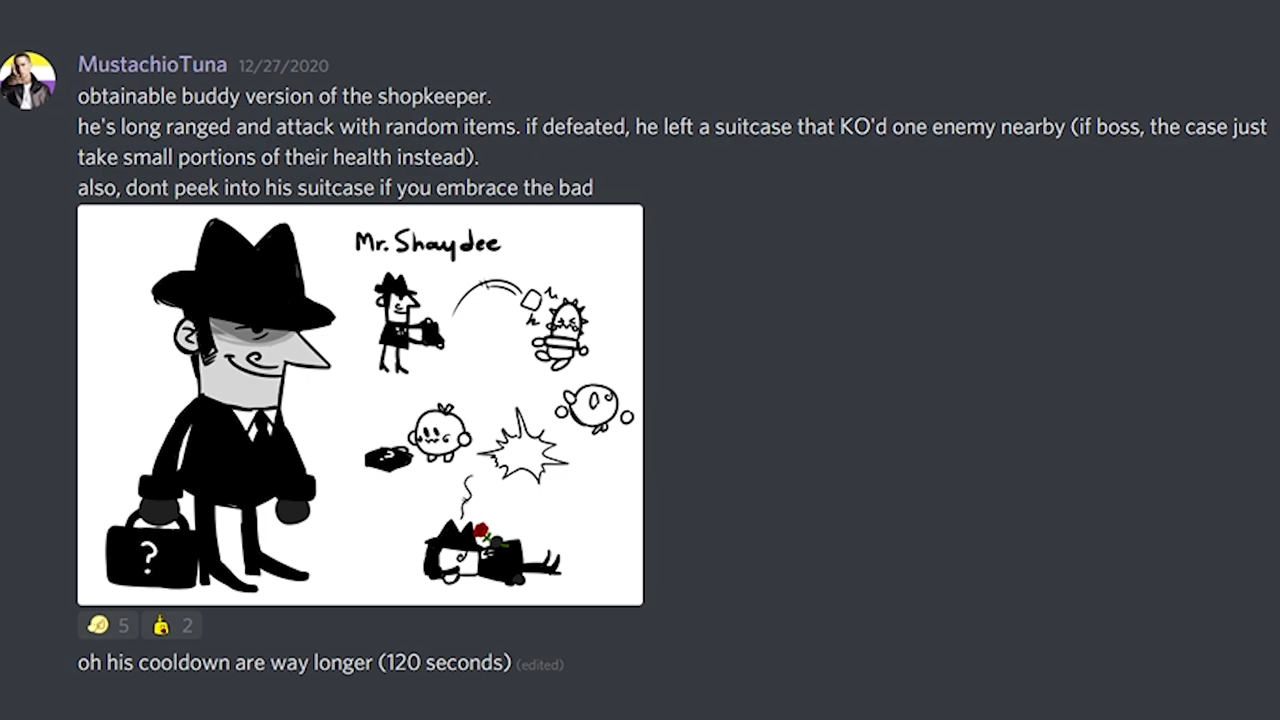 MustachioTuna 12/27/2020
obtainable buddy version of the shopkeeper.
he's long ranged and attack with random items. if defeated, he left a suitcase that KO'd one enemy nearby (if boss, the case just
take small portions of their health instead).
also, dont peek into his suitcase if you embrace the bad
Mr. Shaydee
?
?
5 2
oh his cooldown are way longer (120 seconds) (edited)